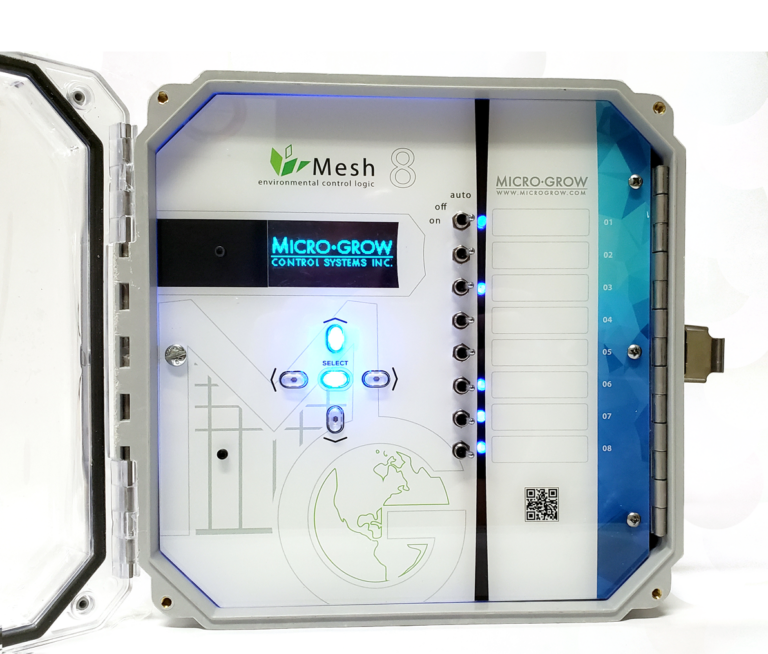 Mesh 8
environmental control logic
auto
off
on
MICRO•GROW
WWW.MICROGROW.COM
MICRO•GROW
CONTROL SYSTEMS INC.
SELECT
01
02
03
04
05
06
07
08